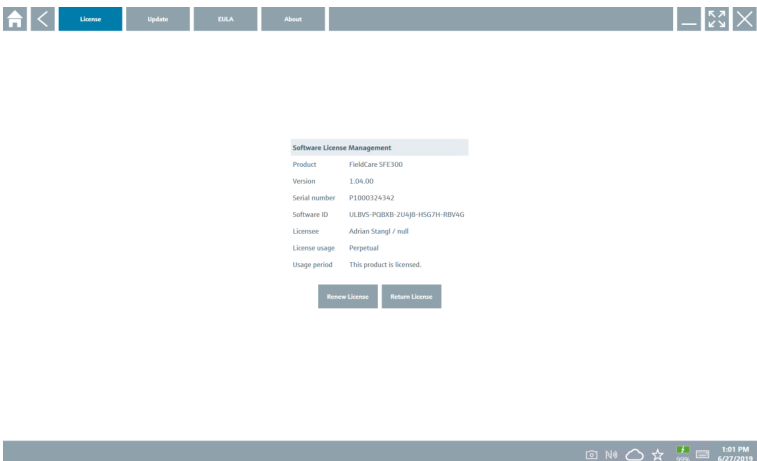 License Update EULA About
Software License Management
Product FieldCare SFE300
Version 1.04.00
Serial number P1000324342
Software ID ULBVS-PQBXB-2U4JB-HSG7H-RBV4G
Licensee Adrian Stangl / null
License usage Perpetual
Usage period This product is licensed.
Renew License Return License
99% 1:01 PM
6/27/2019